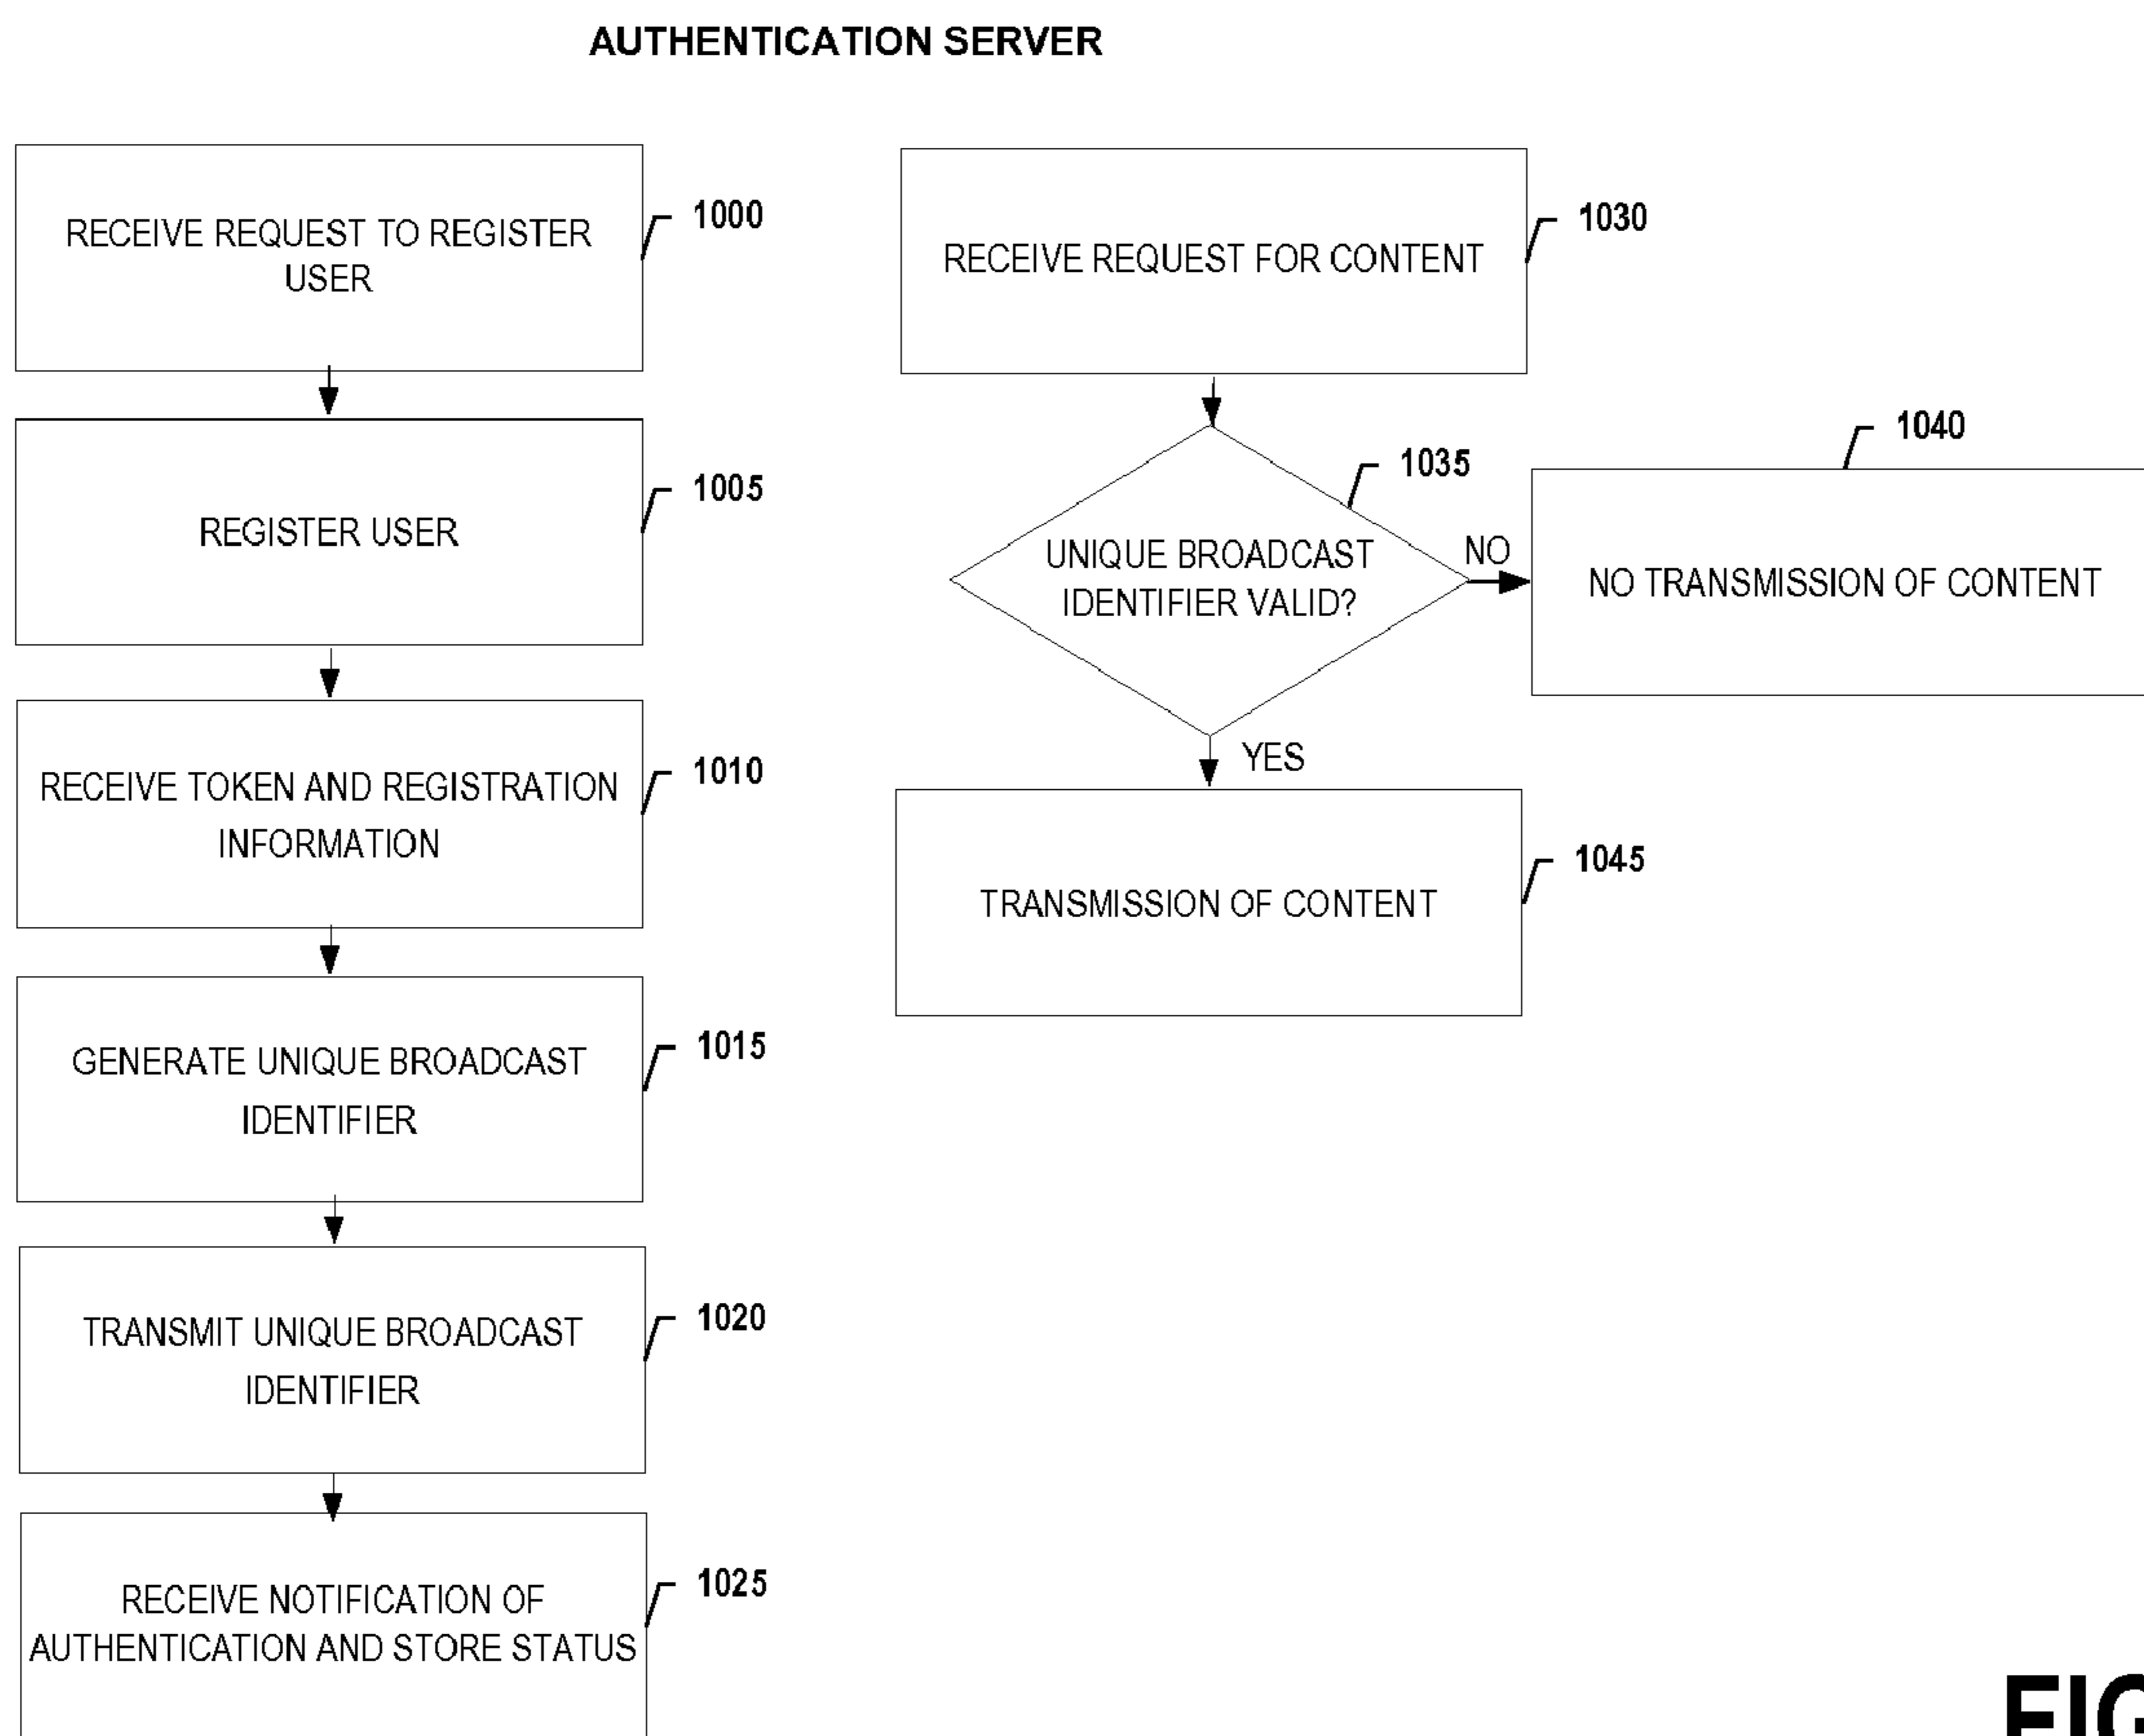 AUTHENTICATION SERVER
RECEIVE REQUEST TO REGISTER
USER
1000
REGISTER USER
1005
RECEIVE TOKEN AND REGISTRATION
INFORMATION
1010
GENERATE UNIQUE BROADCAST
IDENTIFIER
1015
TRANSMIT UNIQUE BROADCAST
IDENTIFIER
1020
RECEIVE NOTIFICATION OF
AUTHENTICATION AND STORE STATUS
1025
RECEIVE REQUEST FOR CONTENT
1030
UNIQUE BROADCAST
IDENTIFIER VALID?
1035
NO
NO TRANSMISSION OF CONTENT
1040
YES
TRANSMISSION OF CONTENT
1045